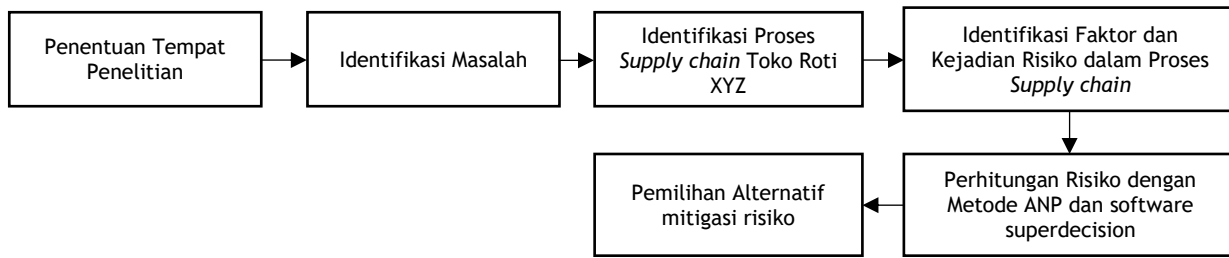 Penentuan Tempat
Penelitian
Identifikasi Masalah
Identifikasi Proses
Supply chain Toko Roti
XYZ
Identifikasi Faktor dan
Kejadian Risiko dalam Proses
Supply chain
Perhitungan Risiko dengan
Metode ANP dan software
superdecision
Pemilihan Alternatif
mitigasi risiko